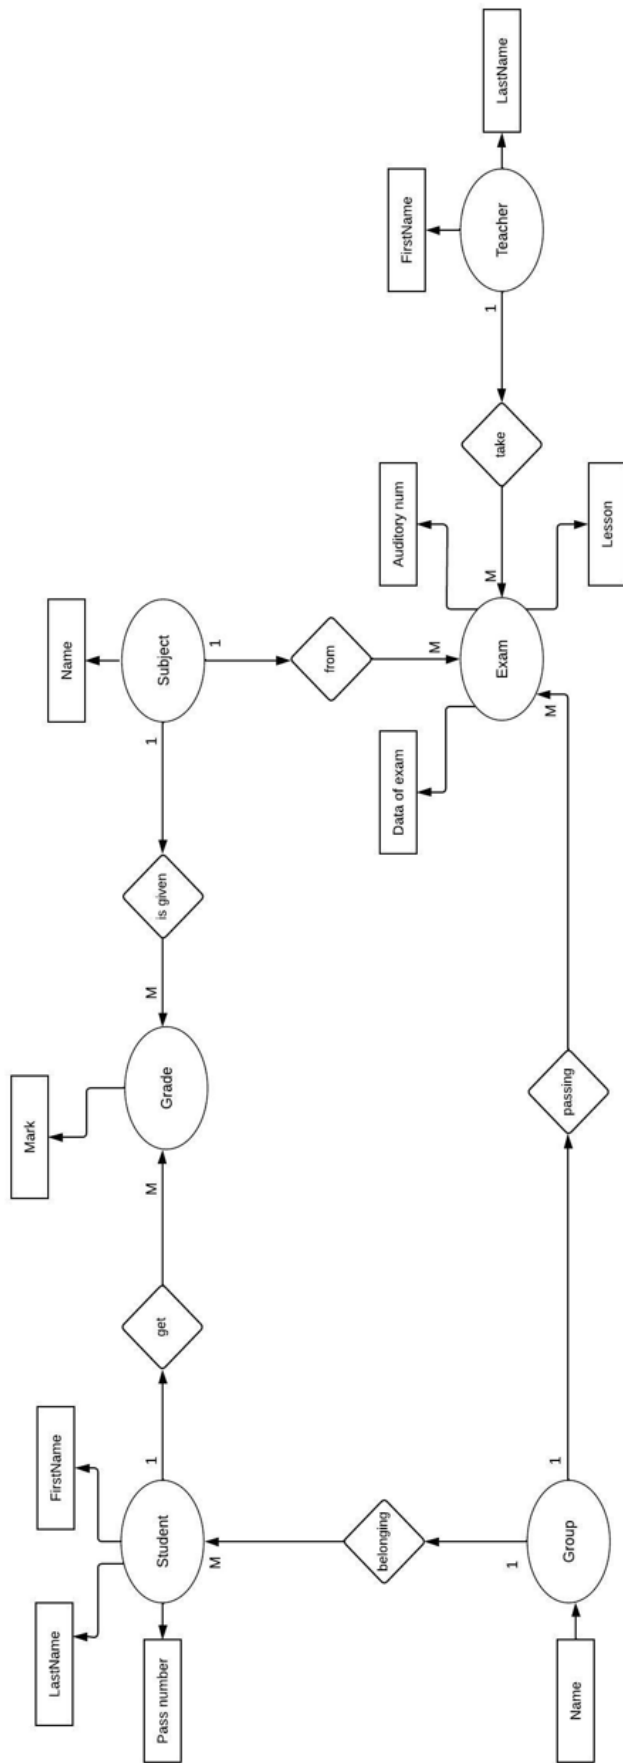 LastName
FirstName
Mark
Name
Pass number
Student
1
get
M
Grade
M
is given
1
Subject
M
1
belonging
from
1
M
Data of exam
Auditory num
FirstName
Name
Group
1
passing
M
Exam
M
take
1
Teacher
LastName
Lesson